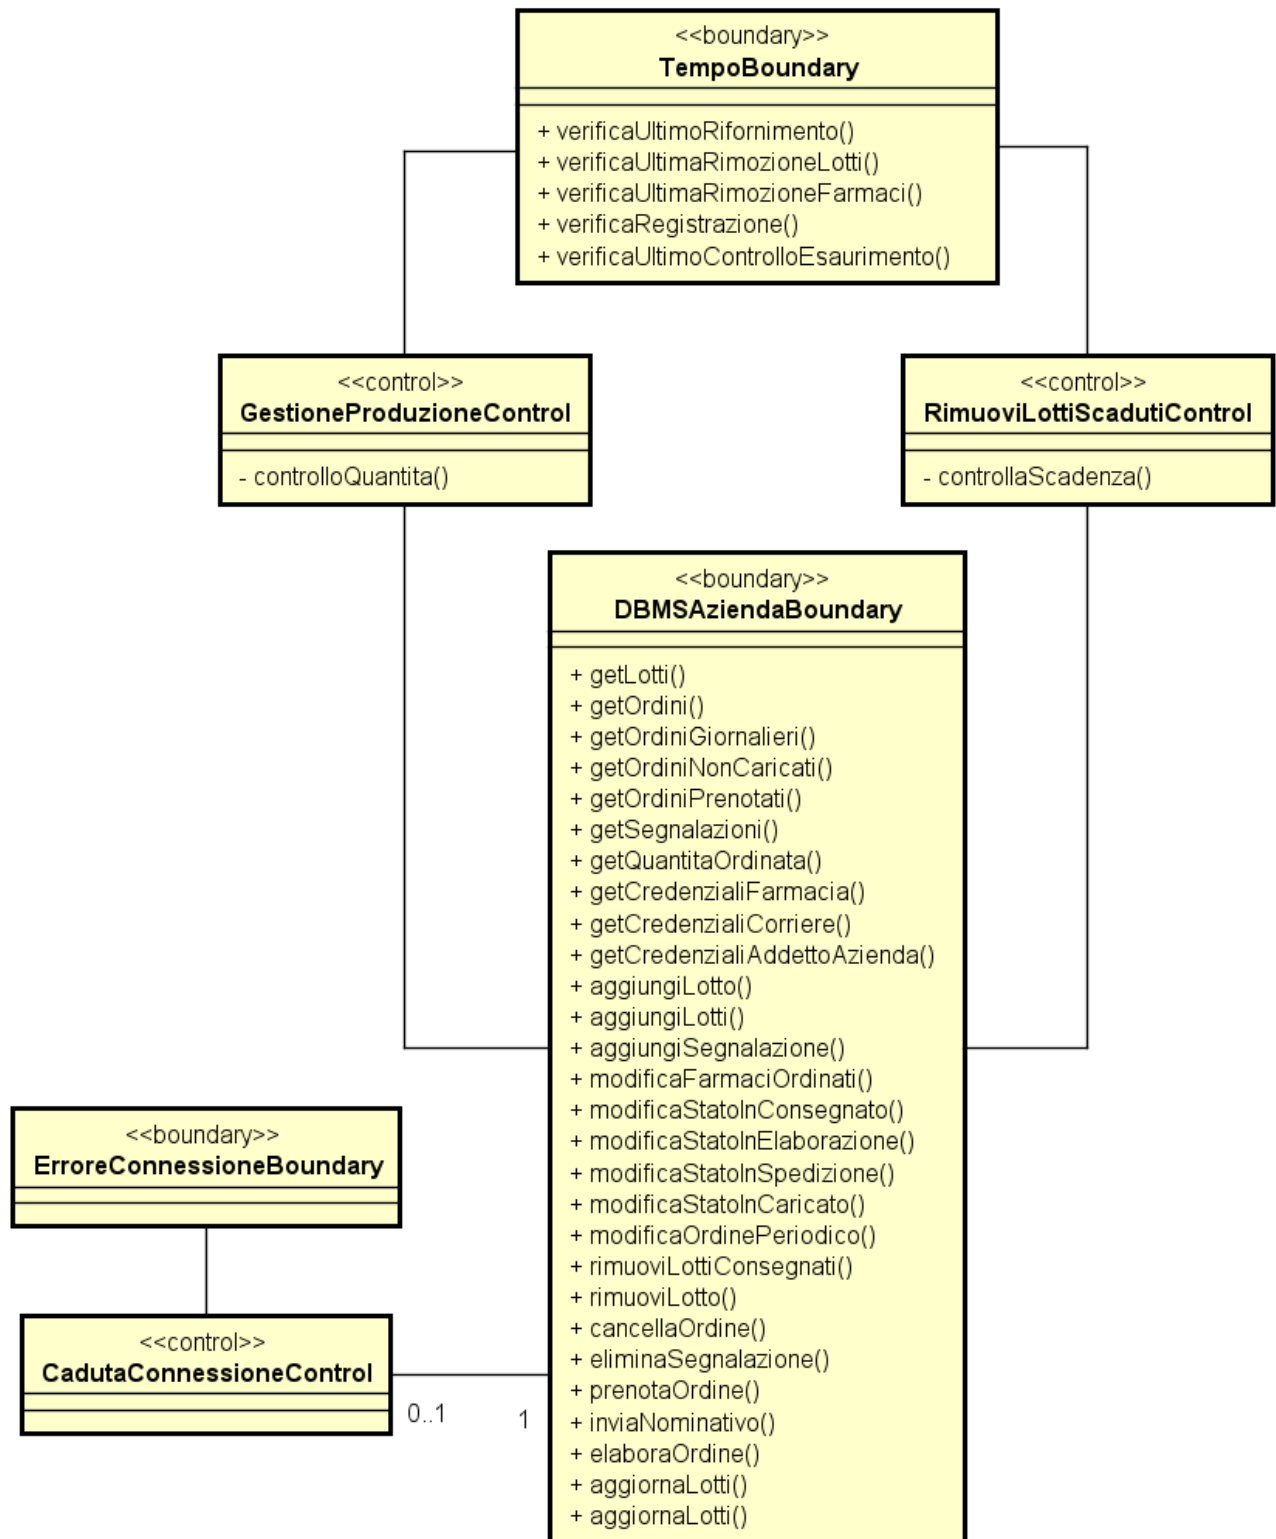 <<boundary>>
TempoBoundary
+ verificaUltimoRifornimento()
+ verificaUltimaRimozioneLotti()
+ verificaUltimaRimozioneFarmaci()
+ verificaRegistrazione()
+ verificaUltimoControlloEsaurimento()
<<control>>
GestioneProduzioneControl
- controlloQuantita()
<<control>>
RimuoviLottiScadutiControl
- controllaScadenza()
<<boundary>>
DBMSAziendaBoundary
+ getLotti()
+ getOrdini()
+ getOrdiniGiornalieri()
+ getOrdiniNonCaricati()
+ getOrdiniPrenotati()
+ getSegnalazioni()
+ getQuantitaOrdinata()
+ getCredenzialiFarmacia()
+ getCredenzialiCorriere()
+ getCredenzialiAddettoAzienda()
+ aggiungiLotto()
+ aggiungiLotti()
+ aggiungiSegnalazione()
+ modificaFarmaciOrdinati()
+ modificaStatoInConsegnato()
+ modificaStatoInElaborazione()
+ modificaStatoInSpedizione()
+ modificaStatoInCaricato()
+ modificaOrdinePeriodico()
+ rimuoviLottiConsegnati()
+ rimuoviLotto()
+ cancellaOrdine()
+ eliminaSegnalazione()
+ prenotaOrdine()
+ inviaNominativo()
+ elaboraOrdine()
+ aggiornaLotti()
+ aggiornaLotti()
<<boundary>>
ErroreConnessioneBoundary
<<control>>
CadutaConnessioneControl
0..1
1